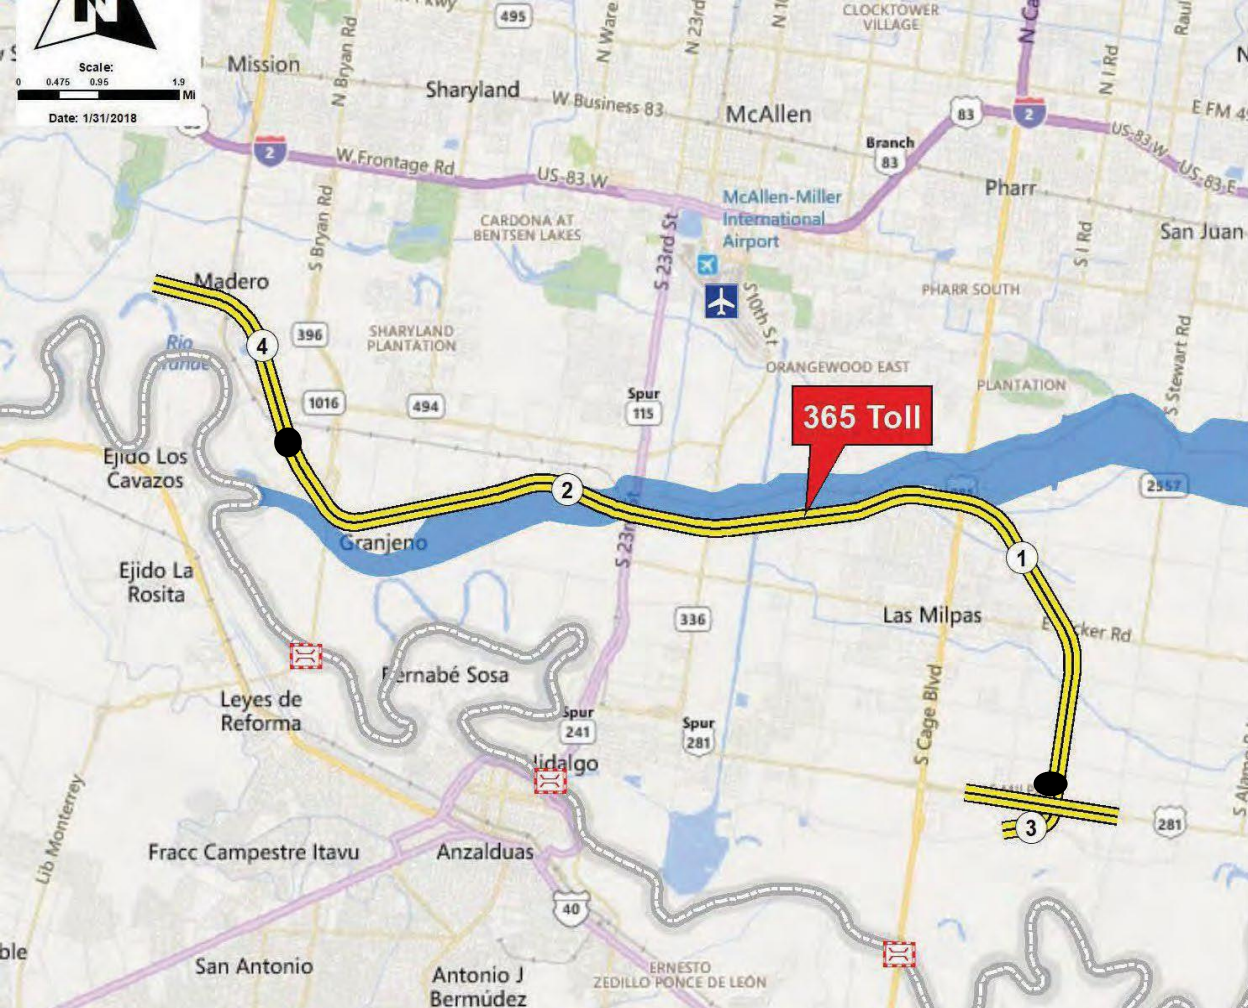 N
Scale:
0 0.475 0.95 1.9
Mi
Date: 1/31/2018
495
N Bryan Rd
Mission
Sharyland
W Business 83
N Ware
N 23rd
CLOCKTOWER
VILLAGE
McAllen
N I Rd
83
2
E FM 49
Branch
83
US-83 W
US-83 E
2
W Frontage Rd
US-83 W
Pharr
San Juan
S Bryan Rd
CARDONA AT
BENTSEN LAKES
McAllen-Miller
International
Airport
S 23rd St
S I Rd
Madero
S 10th St
PHARR SOUTH
4
396
SHARYLAND
PLANTATION
Rio
ORANGEWOOD EAST
PLANTATION
S Stewart Rd
1016
494
Spur
115
365 Toll
Ejido Los
Cavazos
2
2557
Granjeno
1
Ejido La
Rosita
336
Las Milpas
Leyes de
Reforma
Spur
241
Spur
281
S Cage Blvd
3
281
Lib Monterrey
Fracc Campestre Itavu
Anzalduas
40
San Antonio
Antonio J
Bermúdez
ERNESTO
ZEDILLO PONCE DE LEÓN